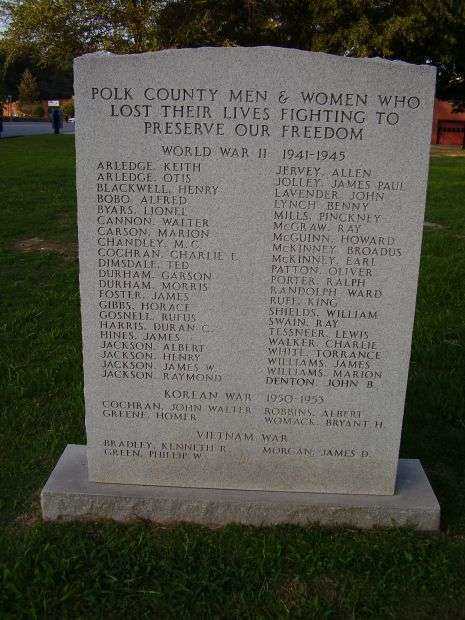 POLK COUNTY MEN & WOMEN WHO
LOST THEIR LIVES FIGHTING TO
PRESERVE OUR FREEDOM
WORLD WAR II 1941-1945
ARLEDGE, KEITH
ARLEDGE, OTIS
BLACKWELL, HENRY
BOBO, ALFRED
BYARS, LIONEL
CANNON, WALTER
CARSON, MARION
CHANDLEY, M. C.
COCHRAN, CHARLIE E.
DIMSDALE, TED
DURHAM, GARSON
DURHAM, MORRIS
FOSTER, JAMES
GIBBS, HORACE
GOSNELL, RUFUS
HARRIS, DURAN C.
HINES, JAMES
JACKSON, ALBERT
JACKSON, HENRY
JACKSON, JAMES W.
JACKSON, RAYMOND
JERVEY, ALLEN
JOLLEY, JAMES PAUL
LAVENDER, JOHN
LYNCH, BENNY
MILLS, PINCKNEY
McGRAW, RAY
McGUINN, HOWARD
McKINNEY, BROADUS
McKINNEY, EARL
PATTON, OLIVER
PORTER, RALPH
RANDOLPH, WARD
RUFF, KING
SHIELDS, WILLIAM
SWAIN, RAY
TESSNEER, LEWIS
WALKER, CHARLIE
WHITE, TORRANCE
WILLIAMS, JAMES
WILLIAMS, MARION
DENTON, JOHN B.
KOREAN WAR 1950-1953
COCHRAN, JOHN WALTER
GREENE, HOMER
ROBBINS, ALBERT
WOMACK, BRYANT H.
VIETNAM WAR
BRADLEY, KENNETH R.
GREEN, PHILLIP W.
MORGAN, JAMES D.